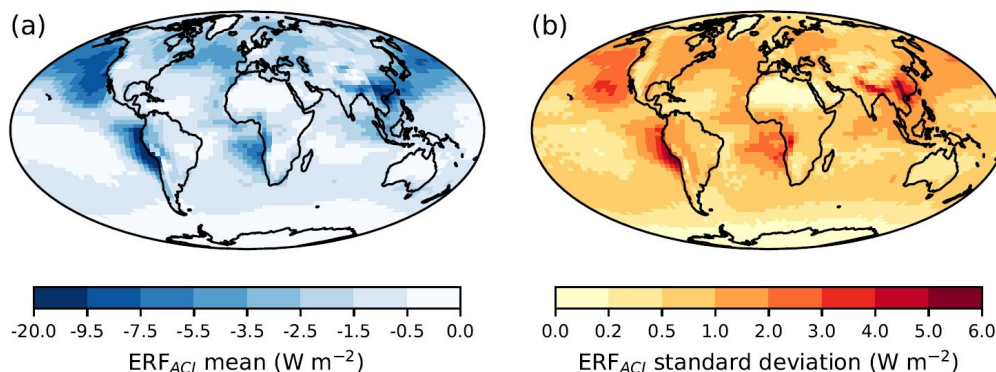 (a)
(b)
-20.0 -9.5 -7.5 -5.5 -3.5 -2.5 -1.5 -0.5 0.0
ERF_ACI mean (W m⁻²)
0.0 0.2 0.5 1.0 2.0 3.0 4.0 5.0 6.0
ERF_ACI standard deviation (W m⁻²)